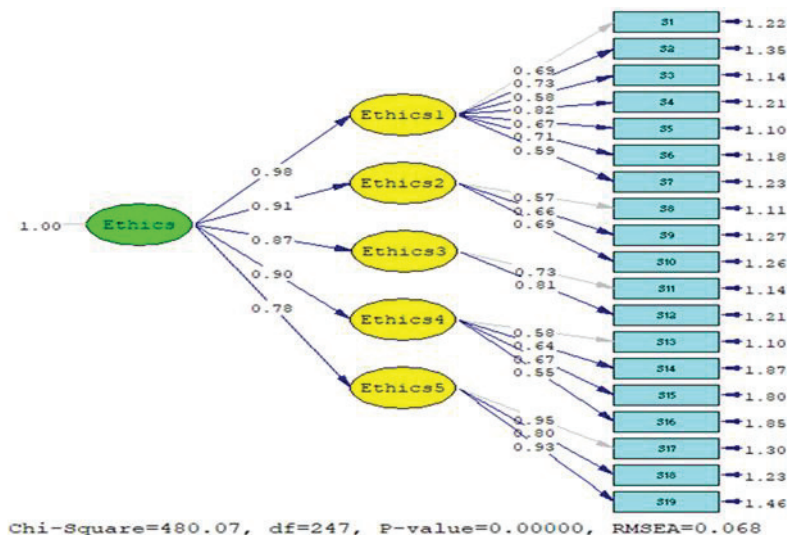 S1 1.22
S2 1.35
0.69
0.73 S3 1.14
0.58
0.82 S4 1.21
Ethics1
0.67 S5 1.10
0.71
0.59 S6 1.18
S7 1.23
0.98
Ethics2
0.57 S8 1.11
0.91
0.66 S9 1.27
0.69
1.00 Ethics
S10 1.26
0.87
Ethics3
0.73 S11 1.14
0.81
0.90
S12 1.21
0.78
Ethics4
0.58 S13 1.10
0.64
0.67 S14 1.87
0.55
S15 1.80
Ethics5
S16 1.85
0.95 S17 1.30
0.80
0.93 S18 1.23
S19 1.46
Chi-Square=480.07, df=247, P-value=0.00000, RMSEA=0.068